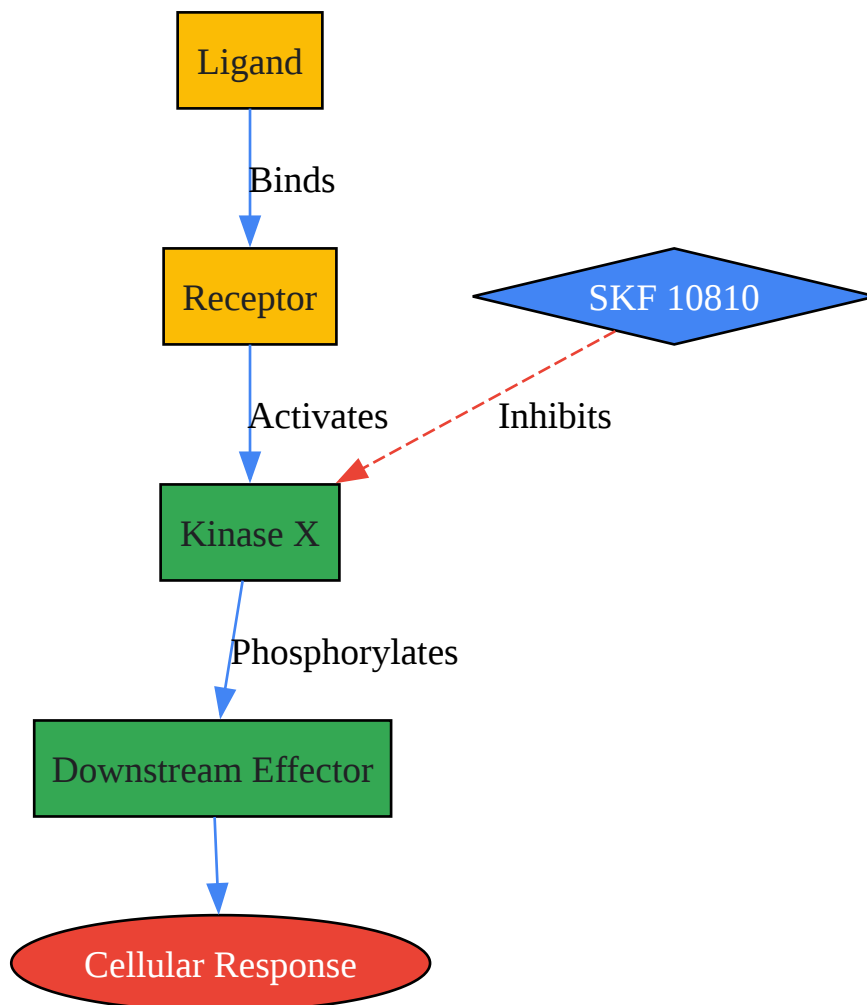 Ligand
Binds
Receptor
SKF 10810
Activates
Inhibits
Kinase X
Phosphorylates
Downstream Effector
Cellular Response